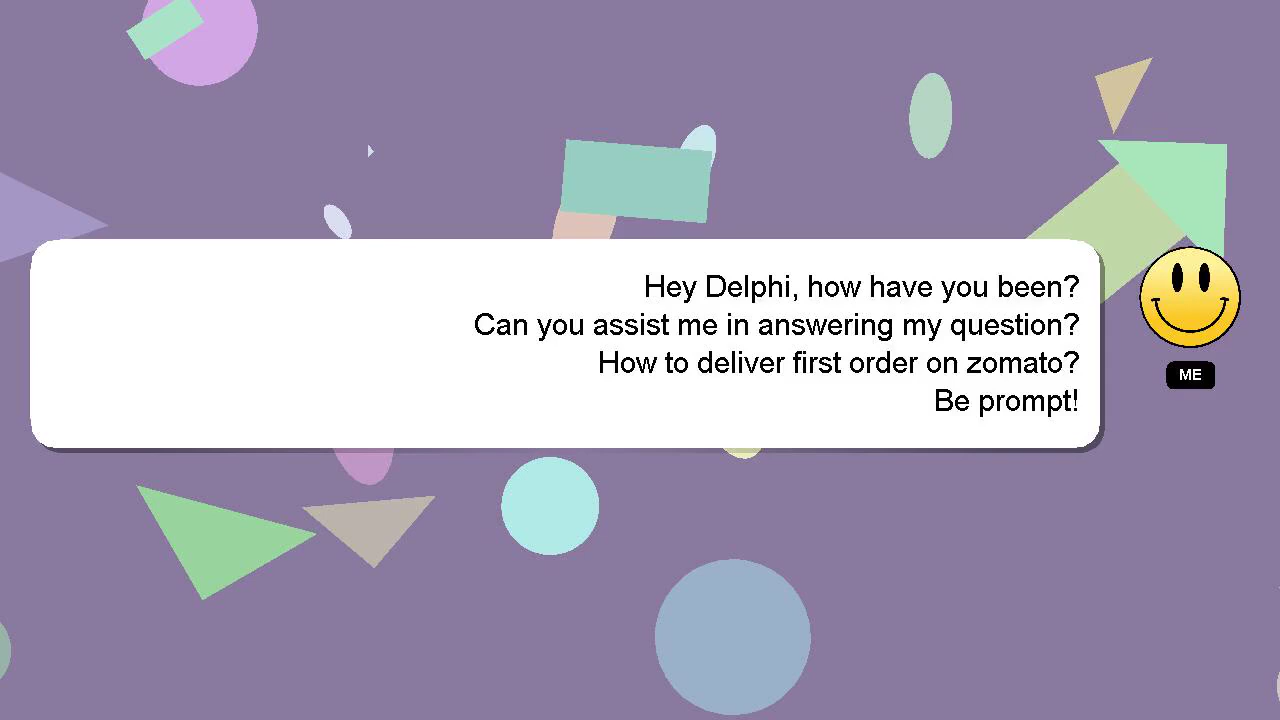 Hey Delphi, how have you been?
Can you assist me in answering my question?
How to deliver first order on zomato?
Be prompt!
ME